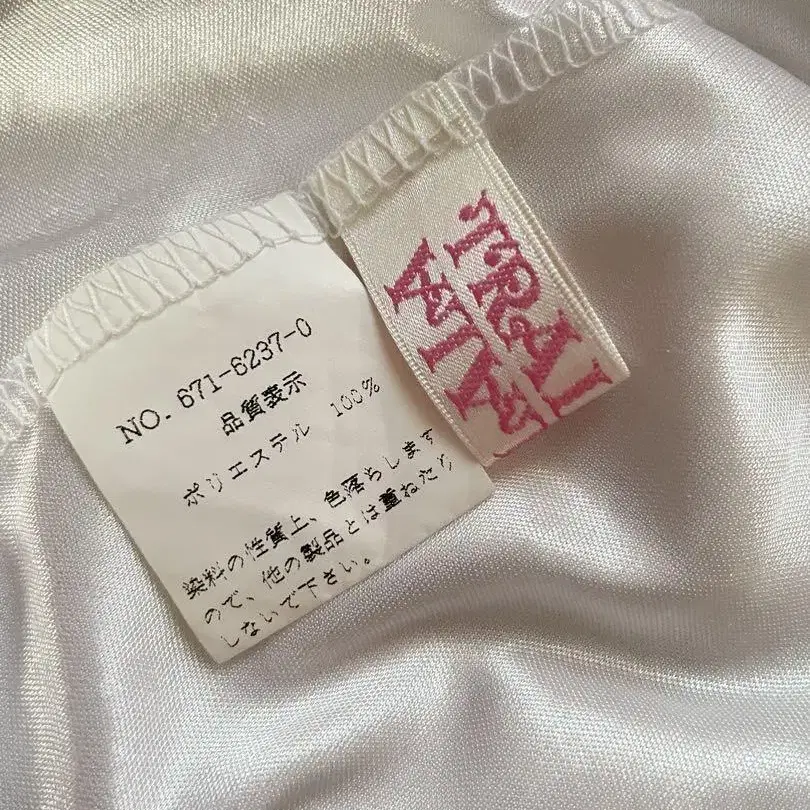 NO. 671-6237-0
品質表示
ポリエステル 100%
染料の性質上、色落ちします
ので、他の製品とは重ねたり
しないで下さい。